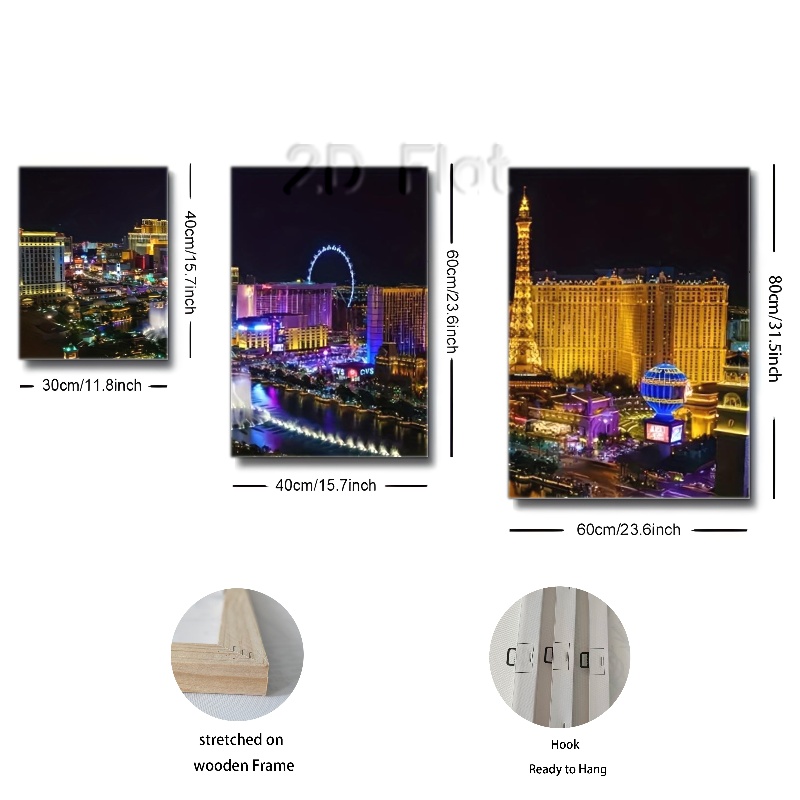 2D Flat
40cm/15.7inch
30cm/11.8inch
60cm/23.6inch
40cm/15.7inch
80cm/31.5inch
60cm/23.6inch
CVS
stretched on
wooden Frame
Hook
Ready to Hang